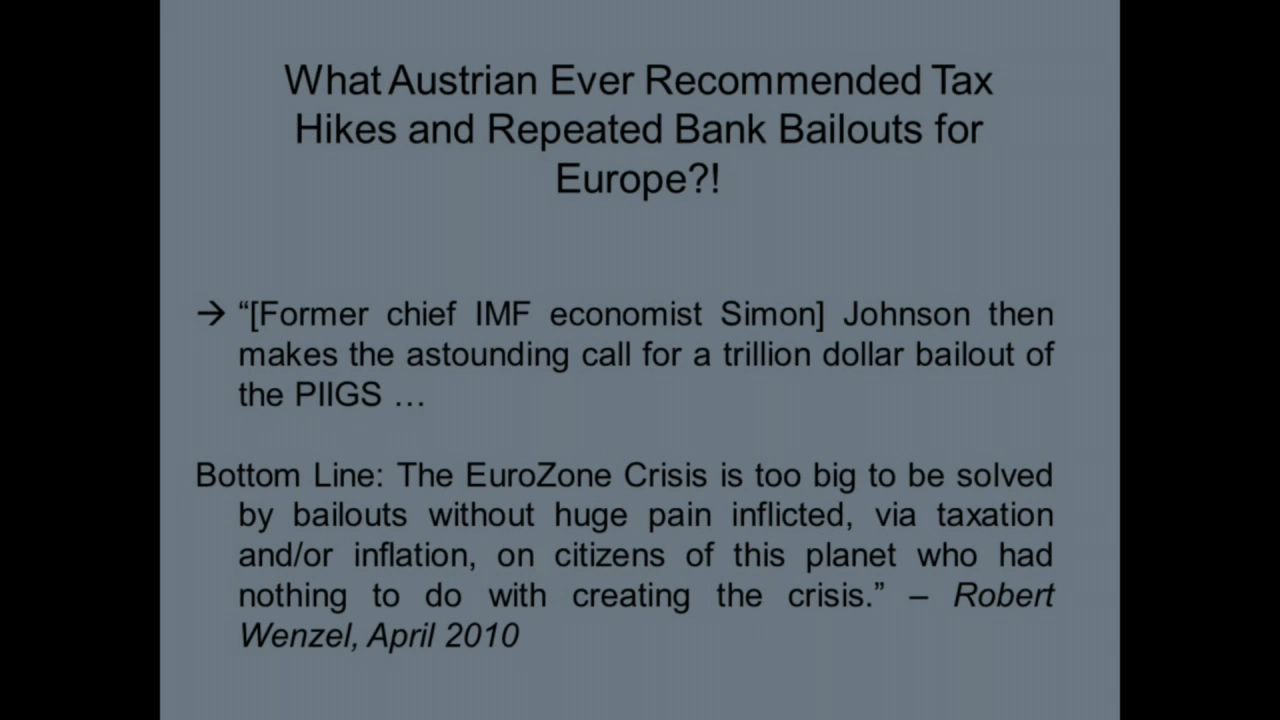 What Austrian Ever Recommended Tax
Hikes and Repeated Bank Bailouts for
Europe?!
→ “[Former chief IMF economist Simon] Johnson then
makes the astounding call for a trillion dollar bailout of
the PIIGS …
Bottom Line: The EuroZone Crisis is too big to be solved
by bailouts without huge pain inflicted, via taxation
and/or inflation, on citizens of this planet who had
nothing to do with creating the crisis.” – Robert
Wenzel, April 2010